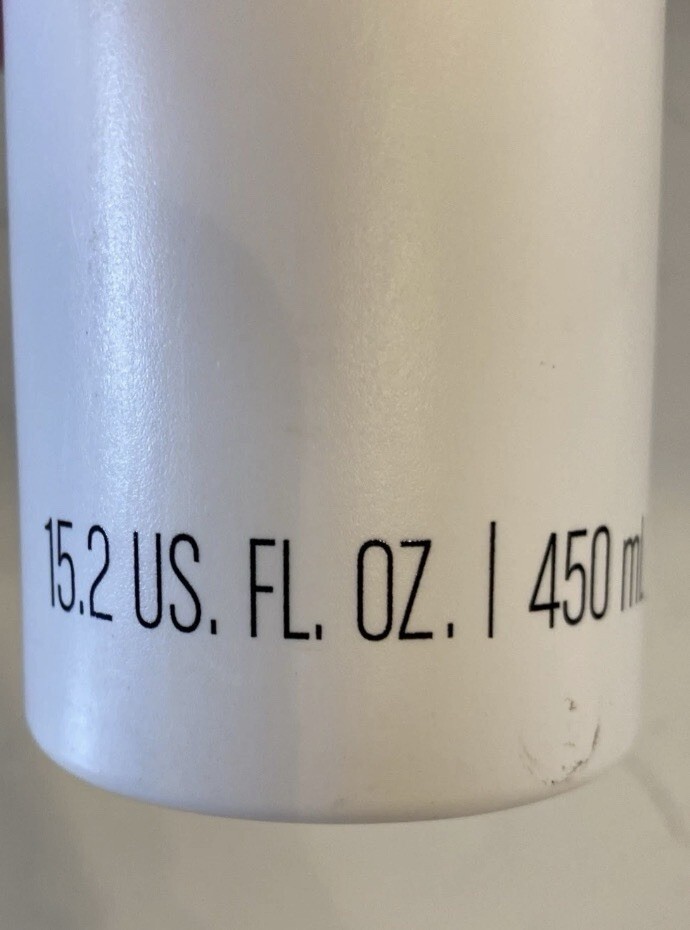 15.2 US. FL. OZ. | 450 mL